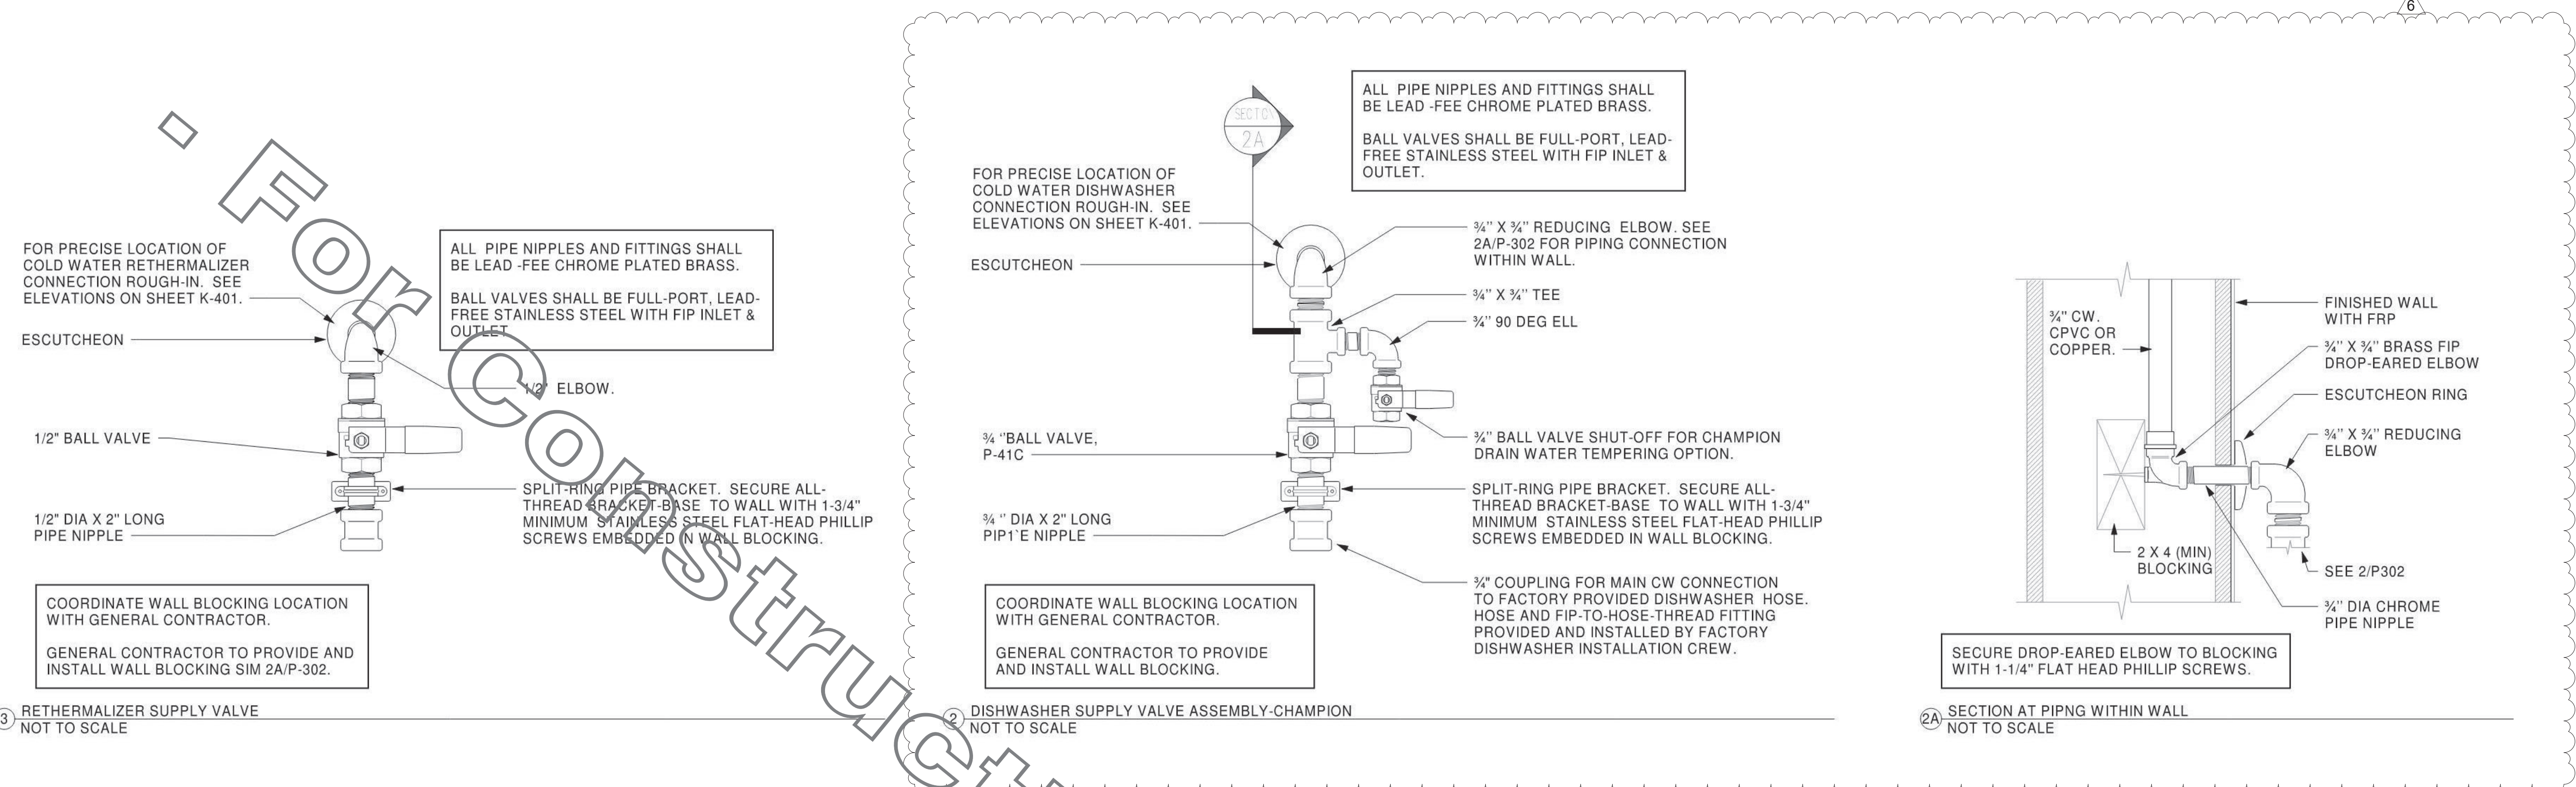 6
FOR PRECISE LOCATION OF
COLD WATER RETHERMALIZER
CONNECTION ROUGH-IN. SEE
ELEVATIONS ON SHEET K-401.
ESCUTCHEON
ALL PIPE NIPPLES AND FITTINGS SHALL
BE LEAD -FEE CHROME PLATED BRASS.
BALL VALVES SHALL BE FULL-PORT, LEAD-
FREE STAINLESS STEEL WITH FIP INLET &
OUTLET
1/2" ELBOW.
1/2" BALL VALVE
SPLIT-RING PIPE BRACKET. SECURE ALL-
THREAD BRACKET-BASE TO WALL WITH 1-3/4"
MINIMUM STAINLESS STEEL FLAT-HEAD PHILLIP
SCREWS EMBEDDED IN WALL BLOCKING.
1/2" DIA X 2" LONG
PIPE NIPPLE
COORDINATE WALL BLOCKING LOCATION
WITH GENERAL CONTRACTOR.
GENERAL CONTRACTOR TO PROVIDE AND
INSTALL WALL BLOCKING SIM 2A/P-302.
3 RETHERMALIZER SUPPLY VALVE
NOT TO SCALE
- For
SECTION
2A
ALL PIPE NIPPLES AND FITTINGS SHALL
BE LEAD -FEE CHROME PLATED BRASS.
BALL VALVES SHALL BE FULL-PORT, LEAD-
FREE STAINLESS STEEL WITH FIP INLET &
OUTLET.
FOR PRECISE LOCATION OF
COLD WATER DISHWASHER
CONNECTION ROUGH-IN. SEE
ELEVATIONS ON SHEET K-401.
ESCUTCHEON
¾'' X ¾'' REDUCING ELBOW. SEE
2A/P-302 FOR PIPING CONNECTION
WITHIN WALL.
¾'' X ¾'' TEE
¾'' 90 DEG ELL
¾ ''BALL VALVE,
P-41C
¾'' BALL VALVE SHUT-OFF FOR CHAMPION
DRAIN WATER TEMPERING OPTION.
SPLIT-RING PIPE BRACKET. SECURE ALL-
THREAD BRACKET-BASE TO WALL WITH 1-3/4"
MINIMUM STAINLESS STEEL FLAT-HEAD PHILLIP
SCREWS EMBEDDED IN WALL BLOCKING.
¾ '' DIA X 2" LONG
PIP1`E NIPPLE
¾" COUPLING FOR MAIN CW CONNECTION
TO FACTORY PROVIDED DISHWASHER HOSE.
HOSE AND FIP-TO-HOSE-THREAD FITTING
PROVIDED AND INSTALLED BY FACTORY
DISHWASHER INSTALLATION CREW.
COORDINATE WALL BLOCKING LOCATION
WITH GENERAL CONTRACTOR.
GENERAL CONTRACTOR TO PROVIDE
AND INSTALL WALL BLOCKING.
2 DISHWASHER SUPPLY VALVE ASSEMBLY-CHAMPION
NOT TO SCALE
¾" CW.
CPVC OR
COPPER.
FINISHED WALL
WITH FRP
¾'' X ¾'' BRASS FIP
DROP-EARED ELBOW
ESCUTCHEON RING
¾'' X ¾'' REDUCING
ELBOW
2 X 4 (MIN)
BLOCKING
SEE 2/P302
¾'' DIA CHROME
PIPE NIPPLE
SECURE DROP-EARED ELBOW TO BLOCKING
WITH 1-1/4" FLAT HEAD PHILLIP SCREWS.
2A SECTION AT PIPNG WITHIN WALL
NOT TO SCALE